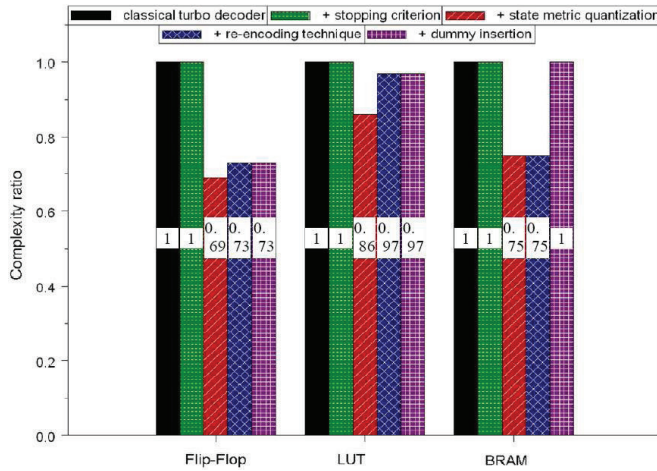 classical turbo decoder + stopping criterion + state metric quantization
+ re-encoding technique + dummy insertion
1.0
0.8
0.6
0.4
0.2
0.0
Complexity ratio
1 1 0.69 0.73 0.73
1 1 0.86 0.97 0.97
1 1 0.75 0.75 1
Flip-Flop LUT BRAM